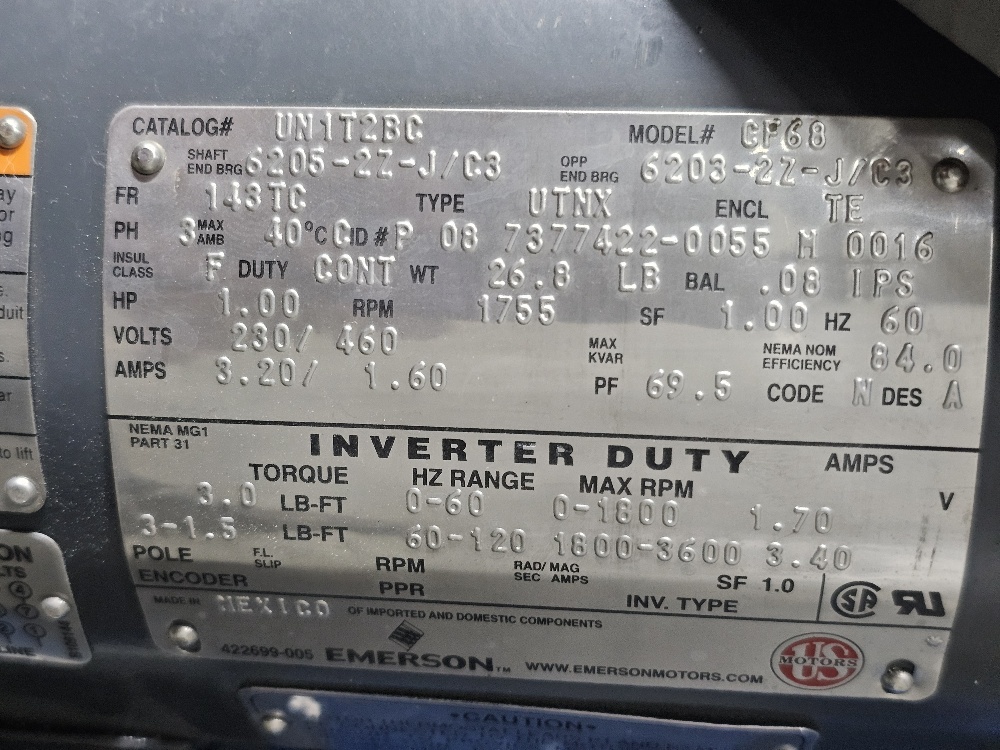 CATALOG# UN1T2BC MODEL# CF68
SHAFT END BRG 6205-2Z-J/C3 OPP END BRG 6203-2Z-J/C3
FR 143TC TYPE UTNX ENCL TE
PH 3 MAX AMB 40°C ID# P 08 7377422-0055 M 0016
INSUL CLASS F DUTY CONT WT 26.8 LB BAL .08 IPS
HP 1.00 RPM 1755 SF 1.00 HZ 60
VOLTS 230/ 460 MAX KVAR NEMA NOM EFFICIENCY 84.0
AMPS 3.20/ 1.60 PF 69.5 CODE N DES A
NEMA MG1 PART 31 INVERTER DUTY
TORQUE HZ RANGE MAX RPM AMPS
3.0 LB-FT 0-60 0-1800 1.70 V
3-1.5 LB-FT 60-120 1800-3600 3.40
POLE F.L. SLIP RPM RAD/SEC MAG AMPS SF 1.0
ENCODER PPR INV. TYPE
MADE IN MEXICO OF IMPORTED AND DOMESTIC COMPONENTS
422699-005 EMERSON™ WWW.EMERSONMOTORS.COM US MOTORS
•CAUTION•
to lift
LINE